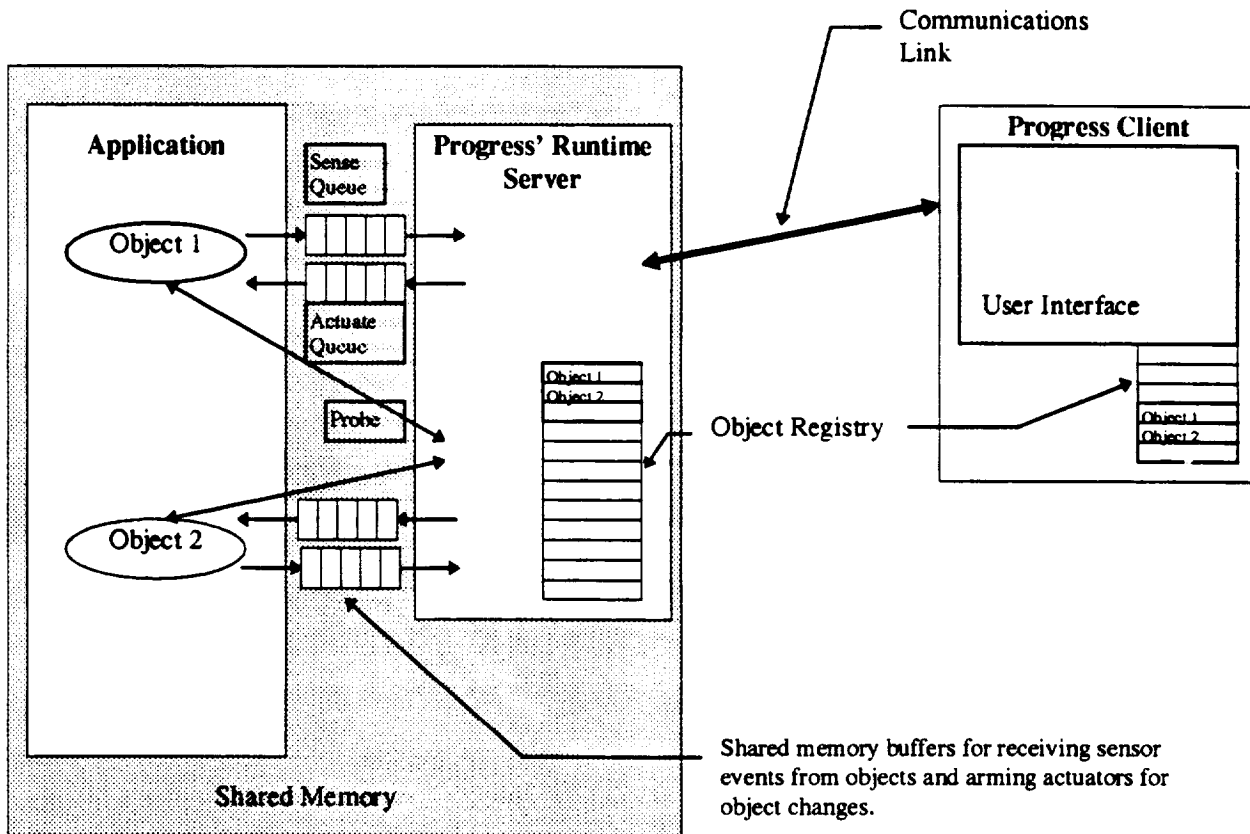 Communications
Link
Application
Sense
Queue
Progress' Runtime
Server
Progress Client
Object 1
User Interface
Actuate
Queue
Object 1
Object 2
Probe
Object Registry
Object 1
Object 2
Object 2
Shared memory buffers for receiving sensor
events from objects and arming actuators for
object changes.
Shared Memory